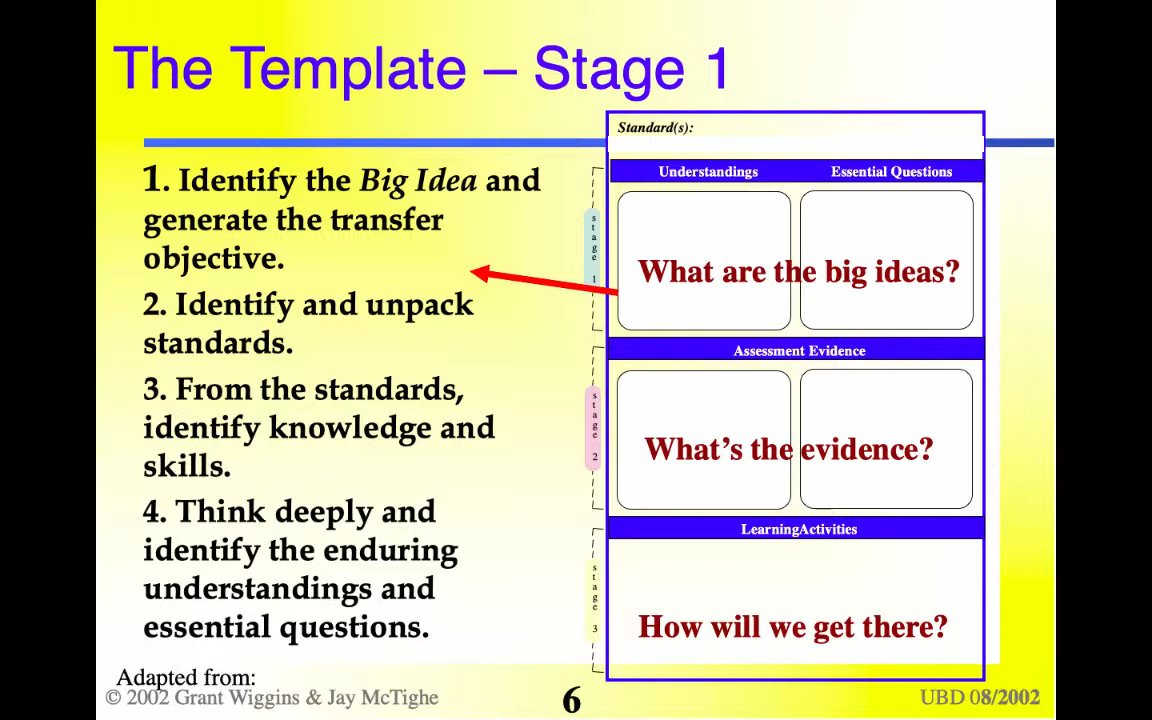 The Template – Stage 1
1. Identify the Big Idea and
generate the transfer
objective.
2. Identify and unpack
standards.
3. From the standards,
identify knowledge and
skills.
4. Think deeply and
identify the enduring
understandings and
essential questions.
Standard(s):
Understandings
Essential Questions
stage 1
What are the big ideas?
Assessment Evidence
stage 2
What's the evidence?
LearningActivities
stage 3
How will we get there?
Adapted from:
© 2002 Grant Wiggins & Jay McTighe
6
UBD 08/2002